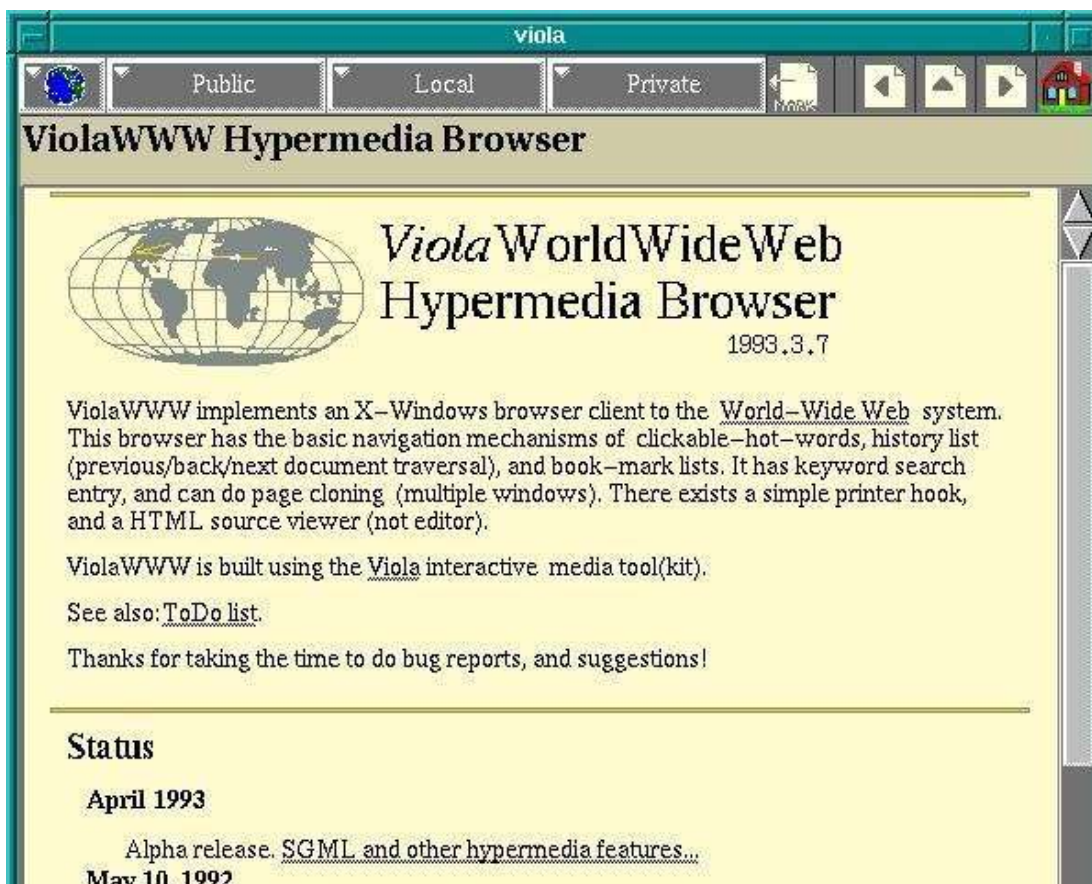 viola
Public Local Private MARK
ViolaWWW Hypermedia Browser
Viola WorldWideWeb
Hypermedia Browser
1993.3.7
ViolaWWW implements an X-Windows browser client to the World-Wide Web system.
This browser has the basic navigation mechanisms of clickable-hot-words, history list
(previous/back/next document traversal), and book-mark lists. It has keyword search
entry, and can do page cloning (multiple windows). There exists a simple printer hook,
and a HTML source viewer (not editor).
ViolaWWW is built using the Viola interactive media tool(kit).
See also: ToDo list.
Thanks for taking the time to do bug reports, and suggestions!
Status
April 1993
Alpha release. SGML and other hypermedia features...
May 10, 1992